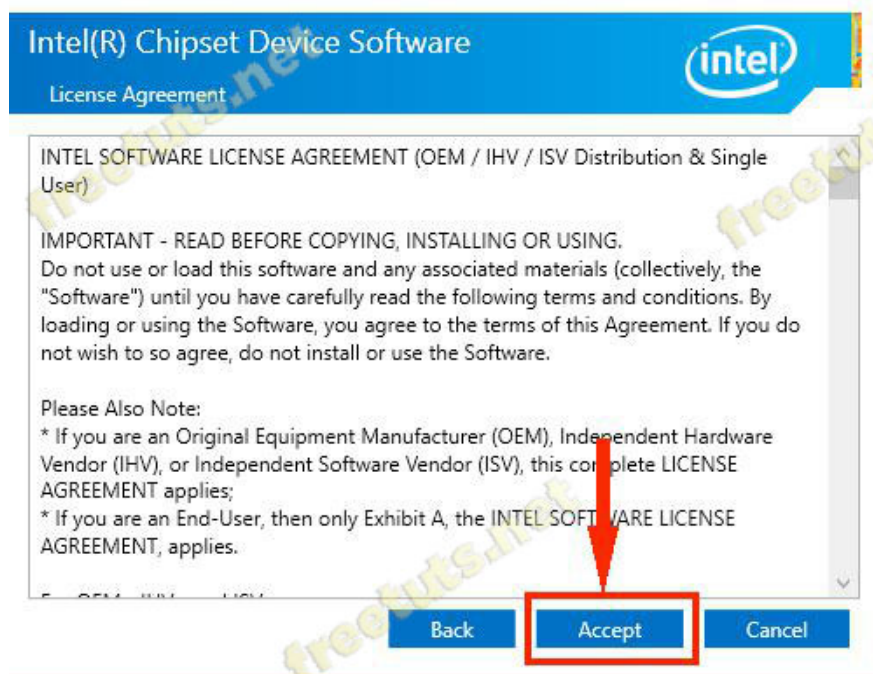 Intel(R) Chipset Device Software
intel
License Agreement
freetuts.net
INTEL SOFTWARE LICENSE AGREEMENT (OEM / IHV / ISV Distribution & Single
User)
IMPORTANT - READ BEFORE COPYING, INSTALLING OR USING.
Do not use or load this software and any associated materials (collectively, the
"Software") until you have carefully read the following terms and conditions. By
loading or using the Software, you agree to the terms of this Agreement. If you do
not wish to so agree, do not install or use the Software.
Please Also Note:
* If you are an Original Equipment Manufacturer (OEM), Independent Hardware
Vendor (IHV), or Independent Software Vendor (ISV), this complete LICENSE
AGREEMENT applies;
* If you are an End-User, then only Exhibit A, the INTEL SOFTWARE LICENSE
AGREEMENT, applies.
freetuts.net
Back
Accept
Cancel